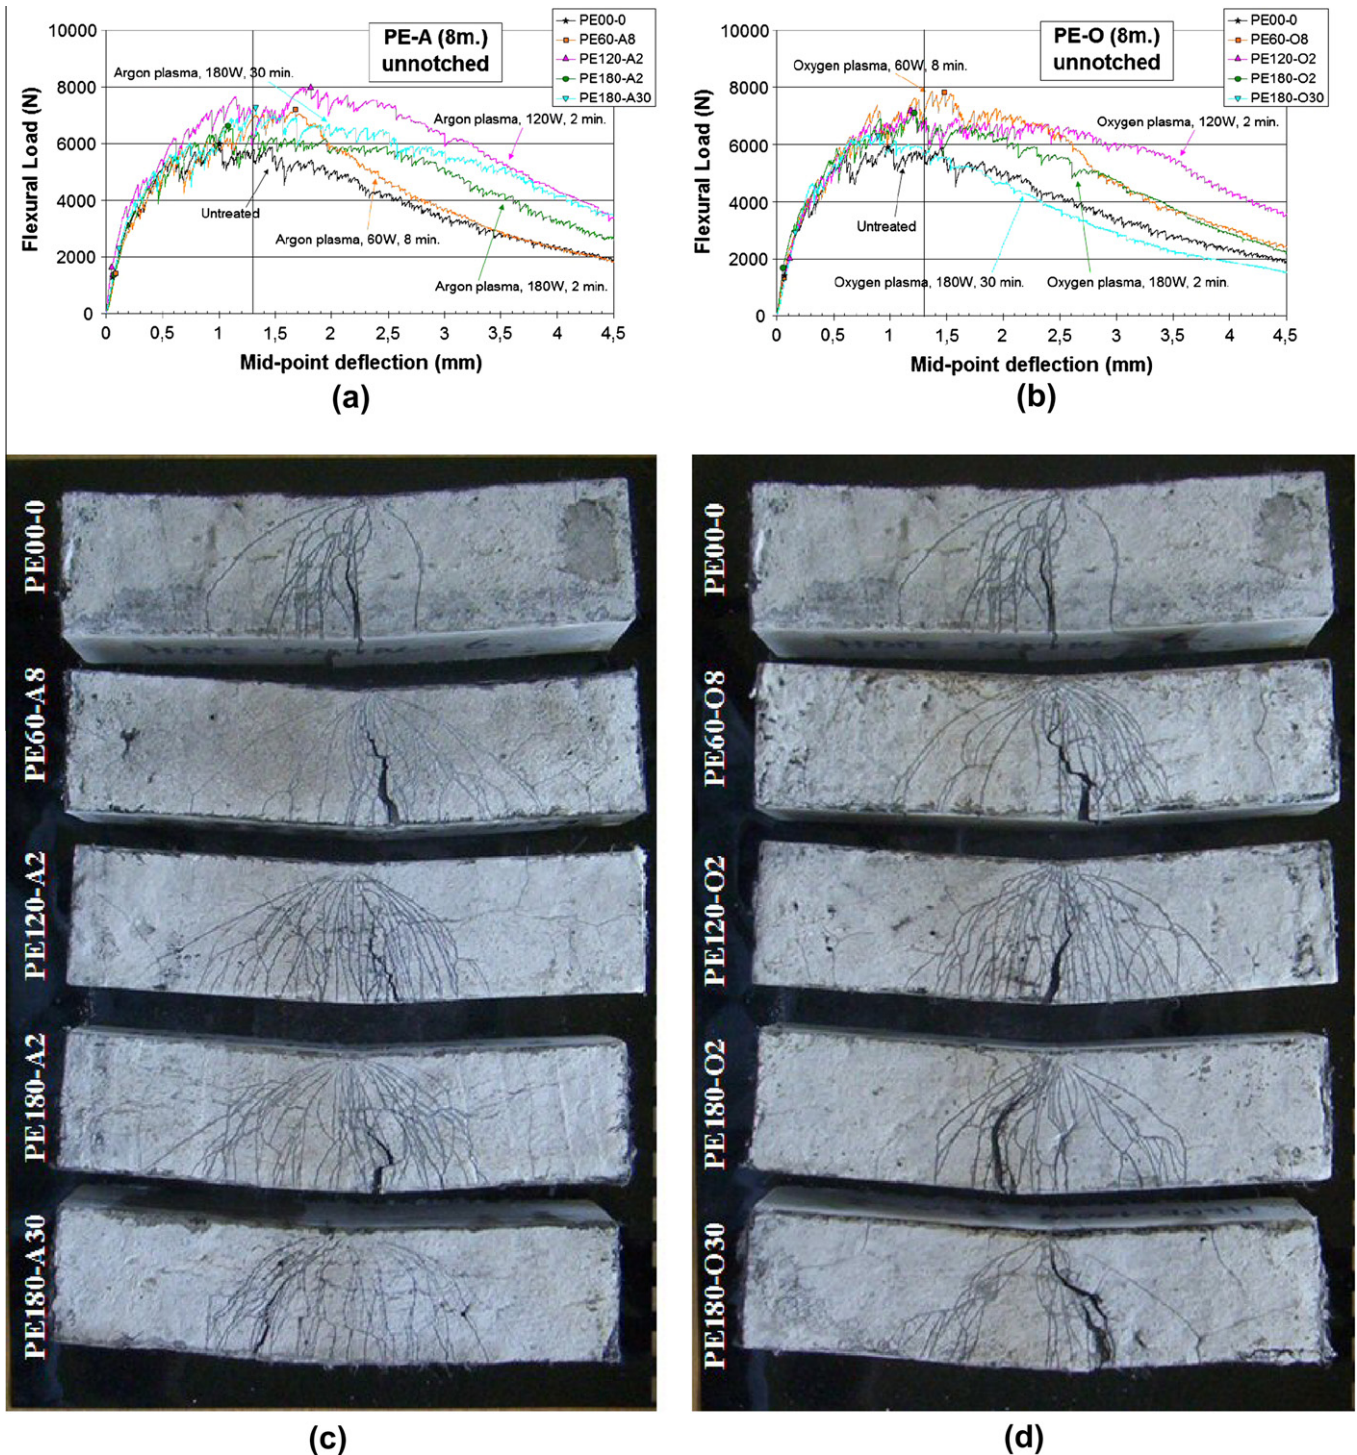 PE-A (8m.)
unnotched
PE00-0
PE60-A8
PE120-A2
PE180-A2
PE180-A30
Argon plasma, 180W, 30 min.
Argon plasma, 120W, 2 min.
Untreated
Argon plasma, 60W, 8 min.
Argon plasma, 180W, 2 min.
Flexural Load (N)
10000
8000
6000
4000
2000
0
0 0,5 1 1,5 2 2,5 3 3,5 4 4,5
Mid-point deflection (mm)
(a)
PE-O (8m.)
unnotched
PE00-0
PE60-O8
PE120-O2
PE180-O2
PE180-O30
Oxygen plasma, 60W, 8 min.
Oxygen plasma, 120W, 2 min.
Untreated
Oxygen plasma, 180W, 30 min.
Oxygen plasma, 180W, 2 min.
Flexural Load (N)
10000
8000
6000
4000
2000
0
0 0,5 1 1,5 2 2,5 3 3,5 4 4,5
Mid-point deflection (mm)
(b)
PE00-0
PE60-A8
PE120-A2
PE180-A2
PE180-A30
(c)
PE00-0
PE60-O8
PE120-O2
PE180-O2
PE180-O30
(d)